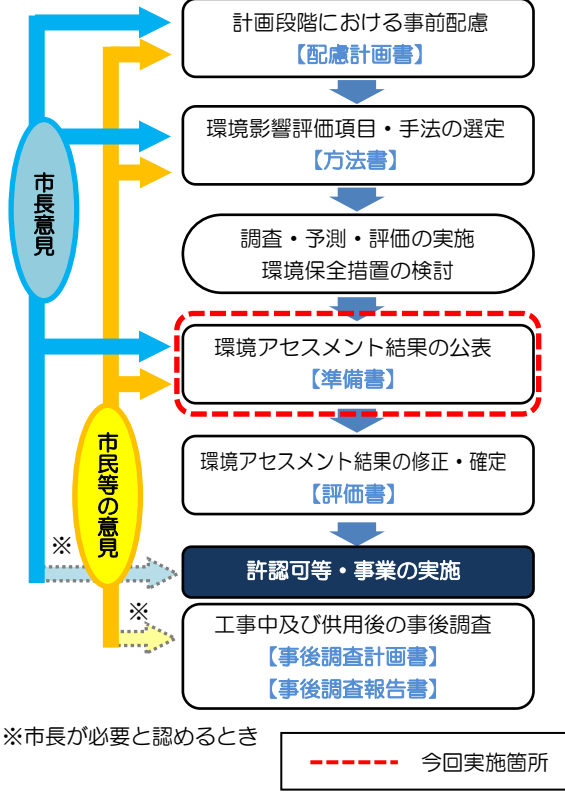 計画段階における事前配慮
【配慮計画書】
環境影響評価項目・手法の選定
【方法書】
市長意見
調査・予測・評価の実施
環境保全措置の検討
環境アセスメント結果の公表
【準備書】
市民等の意見
環境アセスメント結果の修正・確定
【評価書】
※
許認可等・事業の実施
※
工事中及び供用後の事後調査
【事後調査計画書】
【事後調査報告書】
※市長が必要と認めるとき
今回実施箇所